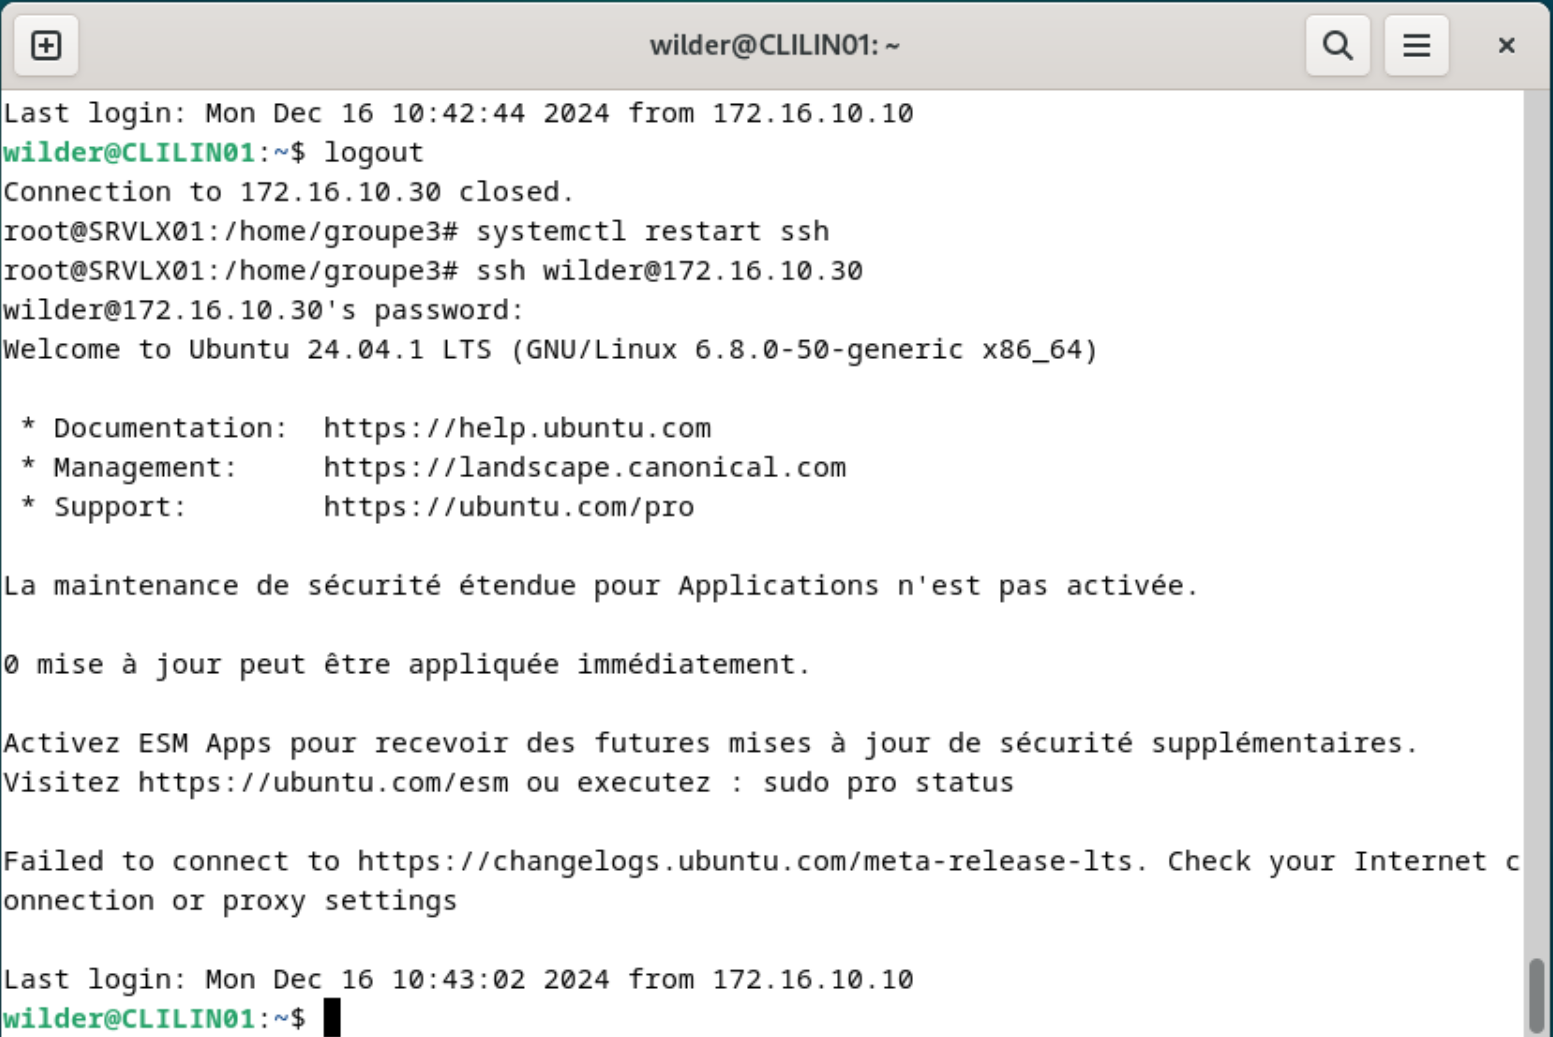 wilder@CLILIN01: ~
Last login: Mon Dec 16 10:42:44 2024 from 172.16.10.10
wilder@CLILIN01:~$ logout
Connection to 172.16.10.30 closed.
root@SRVLX01:/home/groupe3# systemctl restart ssh
root@SRVLX01:/home/groupe3# ssh wilder@172.16.10.30
wilder@172.16.10.30's password:
Welcome to Ubuntu 24.04.1 LTS (GNU/Linux 6.8.0-50-generic x86_64)
* Documentation:  https://help.ubuntu.com
* Management:     https://landscape.canonical.com
* Support:        https://ubuntu.com/pro
La maintenance de sécurité étendue pour Applications n'est pas activée.
0 mise à jour peut être appliquée immédiatement.
Activez ESM Apps pour recevoir des futures mises à jour de sécurité supplémentaires.
Visitez https://ubuntu.com/esm ou executez : sudo pro status
Failed to connect to https://changelogs.ubuntu.com/meta-release-lts. Check your Internet c
onnection or proxy settings
Last login: Mon Dec 16 10:43:02 2024 from 172.16.10.10
wilder@CLILIN01:~$